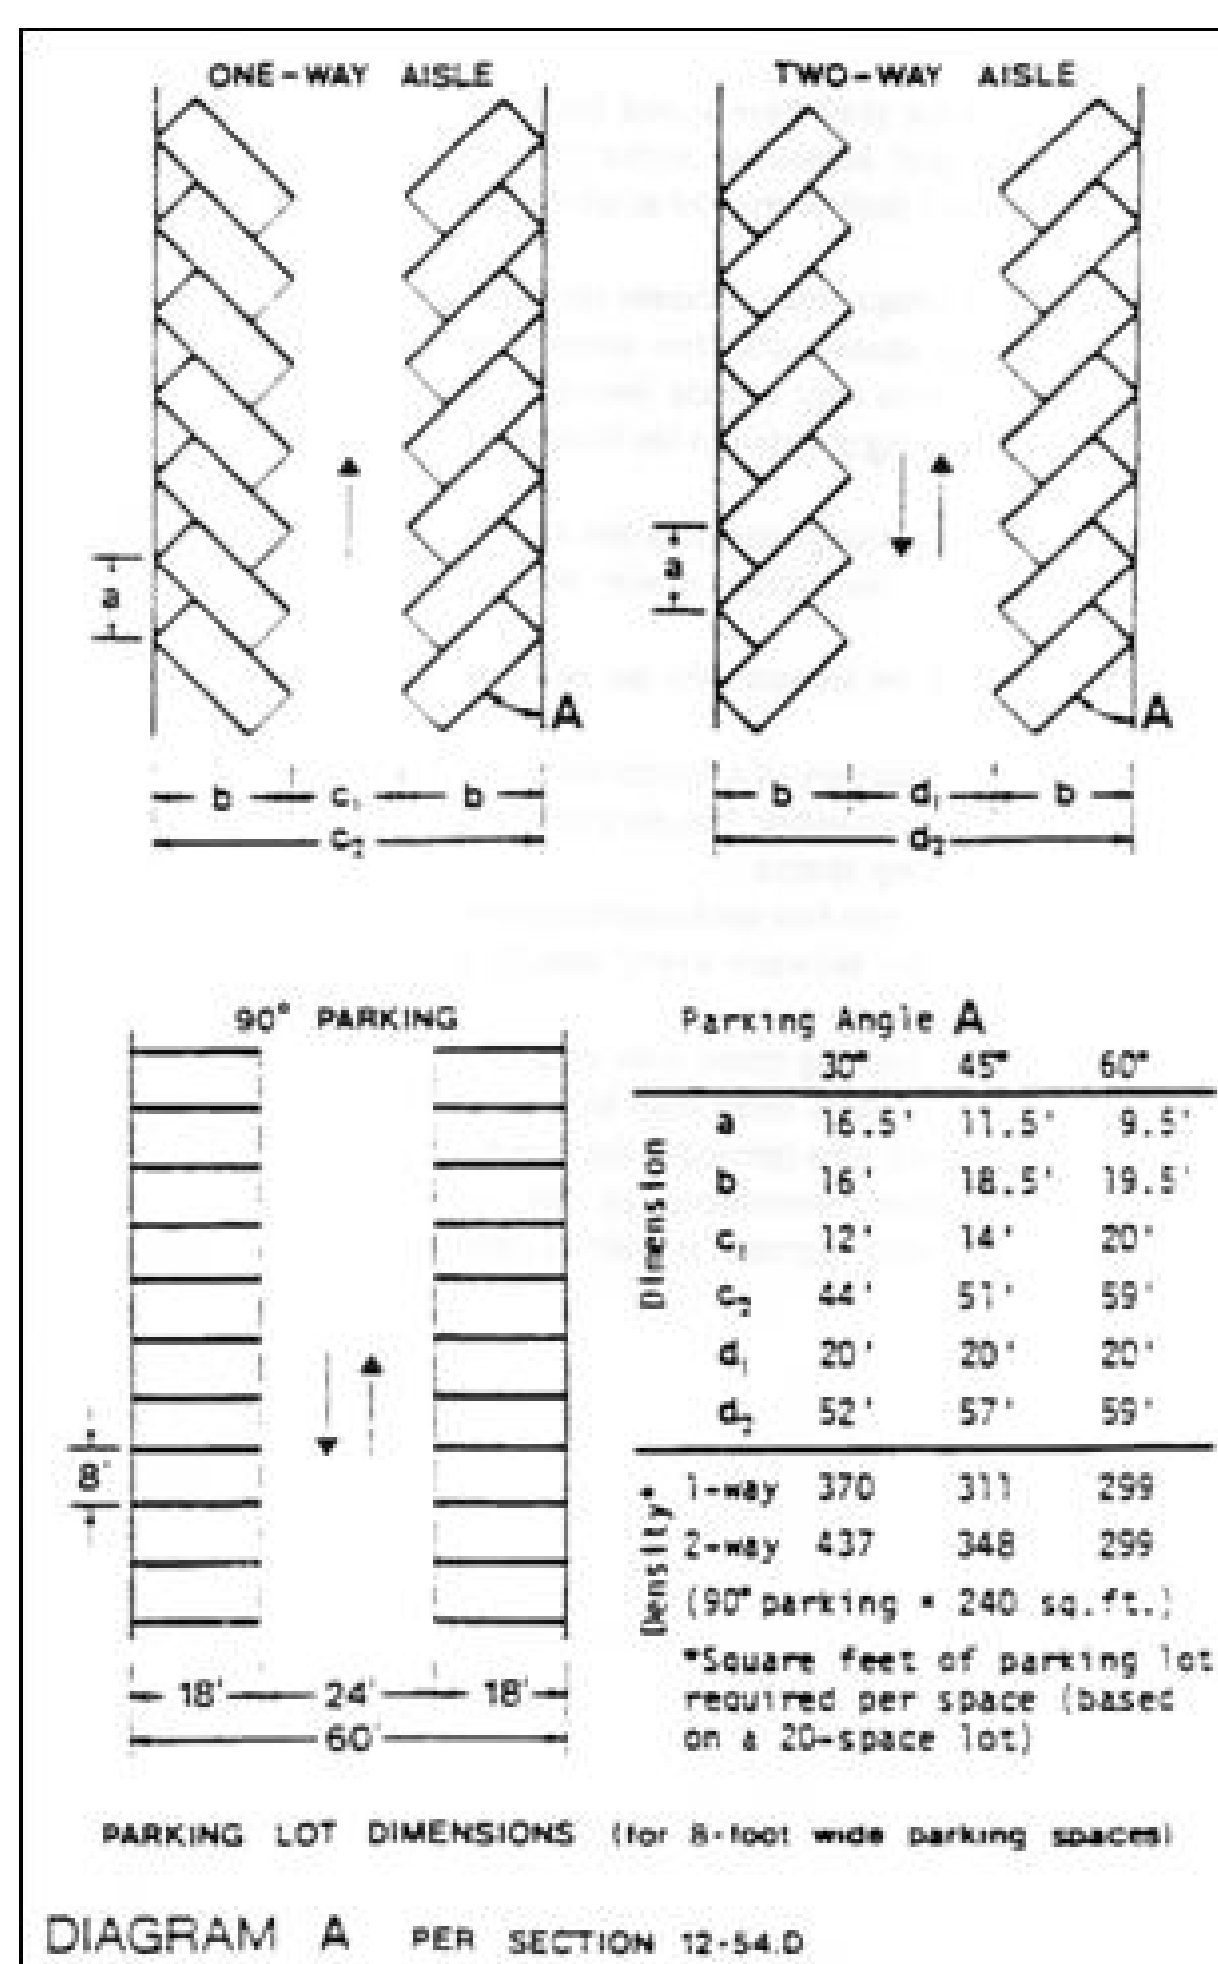 ONE-WAY AISLE
TWO-WAY AISLE
a
a
A
A
b c₁ b
c₂
b d₁ b
d₂
90° PARKING
8'
18' 24' 18'
60'
Parking Angle A
30° 45° 60°
Dimension
a 16.5' 11.5' 9.5'
b 16' 18.5' 19.5'
c₁ 12' 14' 20'
c₂ 44' 51' 59'
d₁ 20' 20' 20'
d₂ 52' 57' 59'
Density*
1-way 370 311 299
2-way 437 348 299
(90° parking = 240 sq.ft.)
*Square feet of parking lot
required per space (based
on a 20-space lot)
PARKING LOT DIMENSIONS (for 8-foot wide parking spaces)
DIAGRAM A PER SECTION 12-54.D